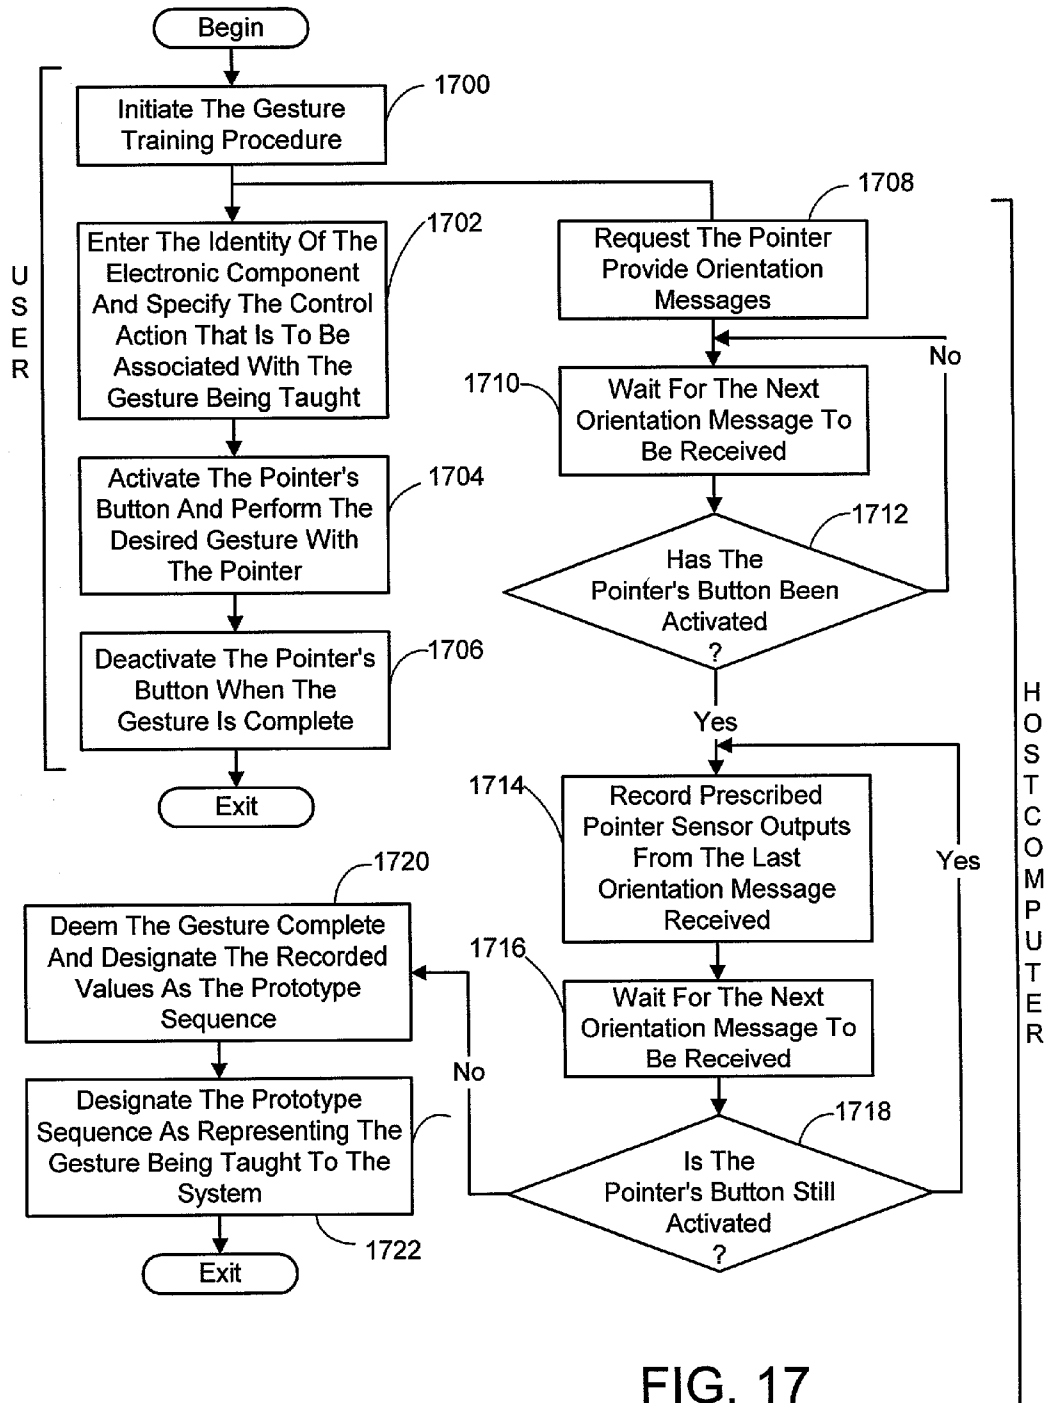 Begin
1700
Initiate The Gesture
Training Procedure
1702
Enter The Identity Of The
Electronic Component
And Specify The Control
Action That Is To Be
Associated With The
Gesture Being Taught
1704
Activate The Pointer's
Button And Perform The
Desired Gesture With
The Pointer
1706
Deactivate The Pointer's
Button When The
Gesture Is Complete
Exit
USER
1708
Request The Pointer
Provide Orientation
Messages
No
1710
Wait For The Next
Orientation Message To
Be Received
1712
Has The
Pointer's Button Been
Activated
?
Yes
1714
Record Prescribed
Pointer Sensor Outputs
From The Last
Orientation Message
Received
Yes
1716
Wait For The Next
Orientation Message To
Be Received
1718
Is The
Pointer's Button Still
Activated
?
No
HOST COMPUTER
1720
Deem The Gesture Complete
And Designate The Recorded
Values As The Prototype
Sequence
Designate The Prototype
Sequence As Representing The
Gesture Being Taught To The
System
1722
Exit
FIG. 17